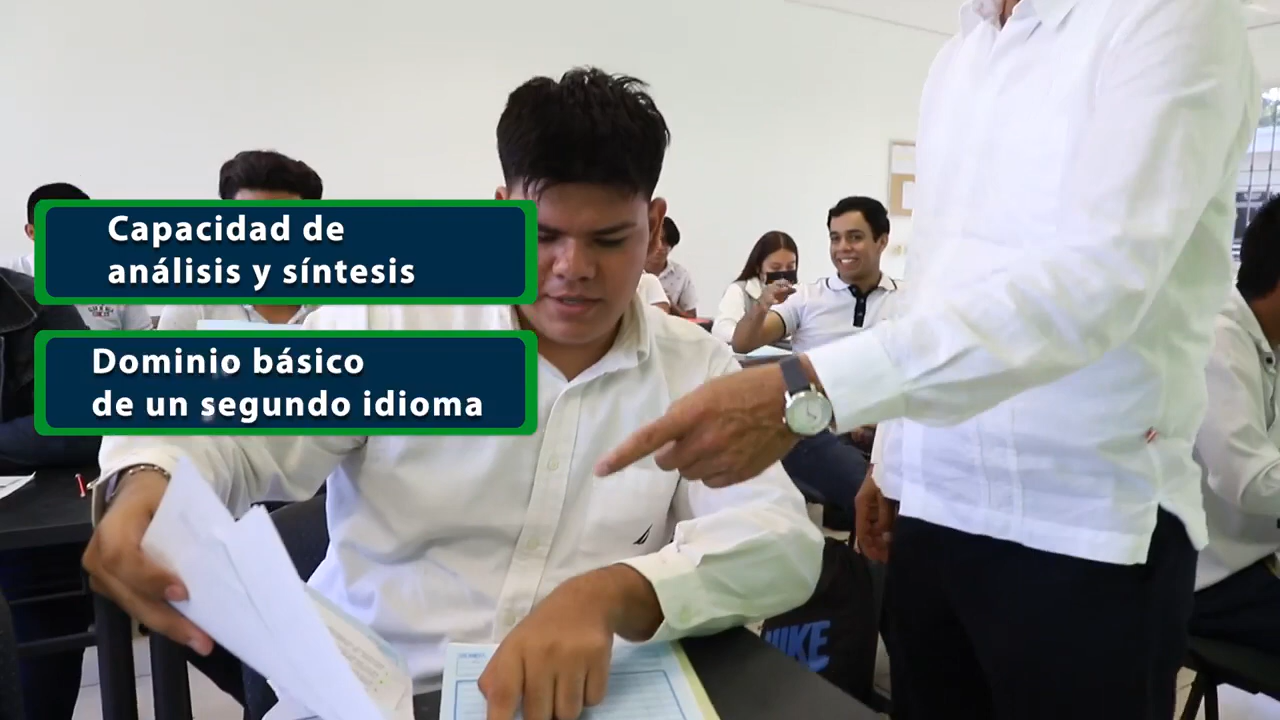 Capacidad de
análisis y síntesis
Dominio básico
de un segundo idioma
NIKE